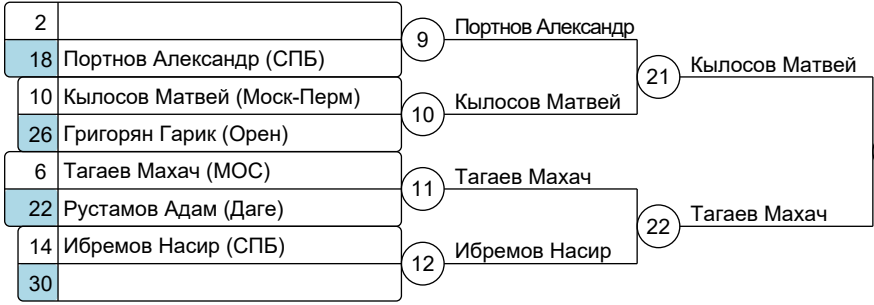 2
18 Портнов Александр (СПБ)
9 Портнов Александр
10 Кылосов Матвей (Моск-Перм)
26 Григорян Гарик (Орен)
10 Кылосов Матвей
21 Кылосов Матвей
6 Тагаев Махач (МОС)
22 Рустамов Адам (Даге)
11 Тагаев Махач
14 Ибремов Насир (СПБ)
30
12 Ибремов Насир
22 Тагаев Махач